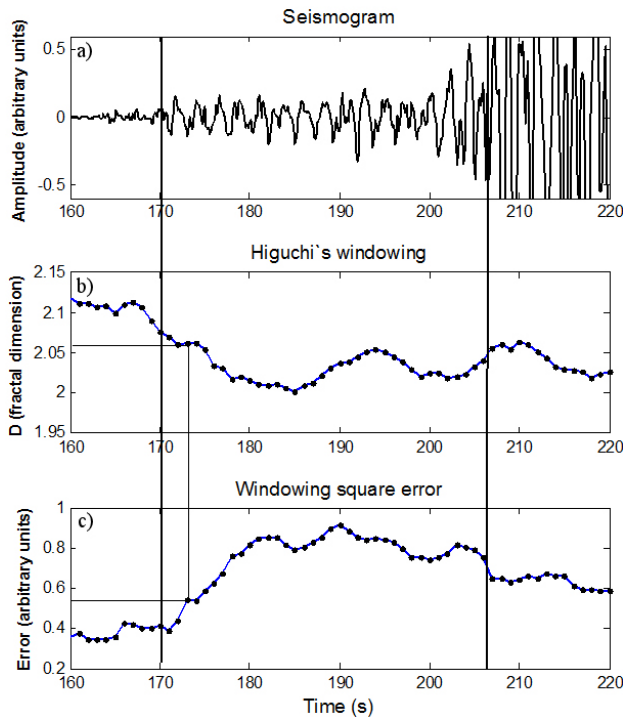 Seismogram
a)
Amplitude (arbitrary units)
0.5
0
-0.5
160 170 180 190 200 210 220
Higuchi`s windowing
b)
D (fractal dimension)
2.15
2.1
2.05
2
1.95
160 170 180 190 200 210 220
Windowing square error
c)
Error (arbitrary units)
1
0.8
0.6
0.4
0.2
160 170 180 190 200 210 220
Time (s)